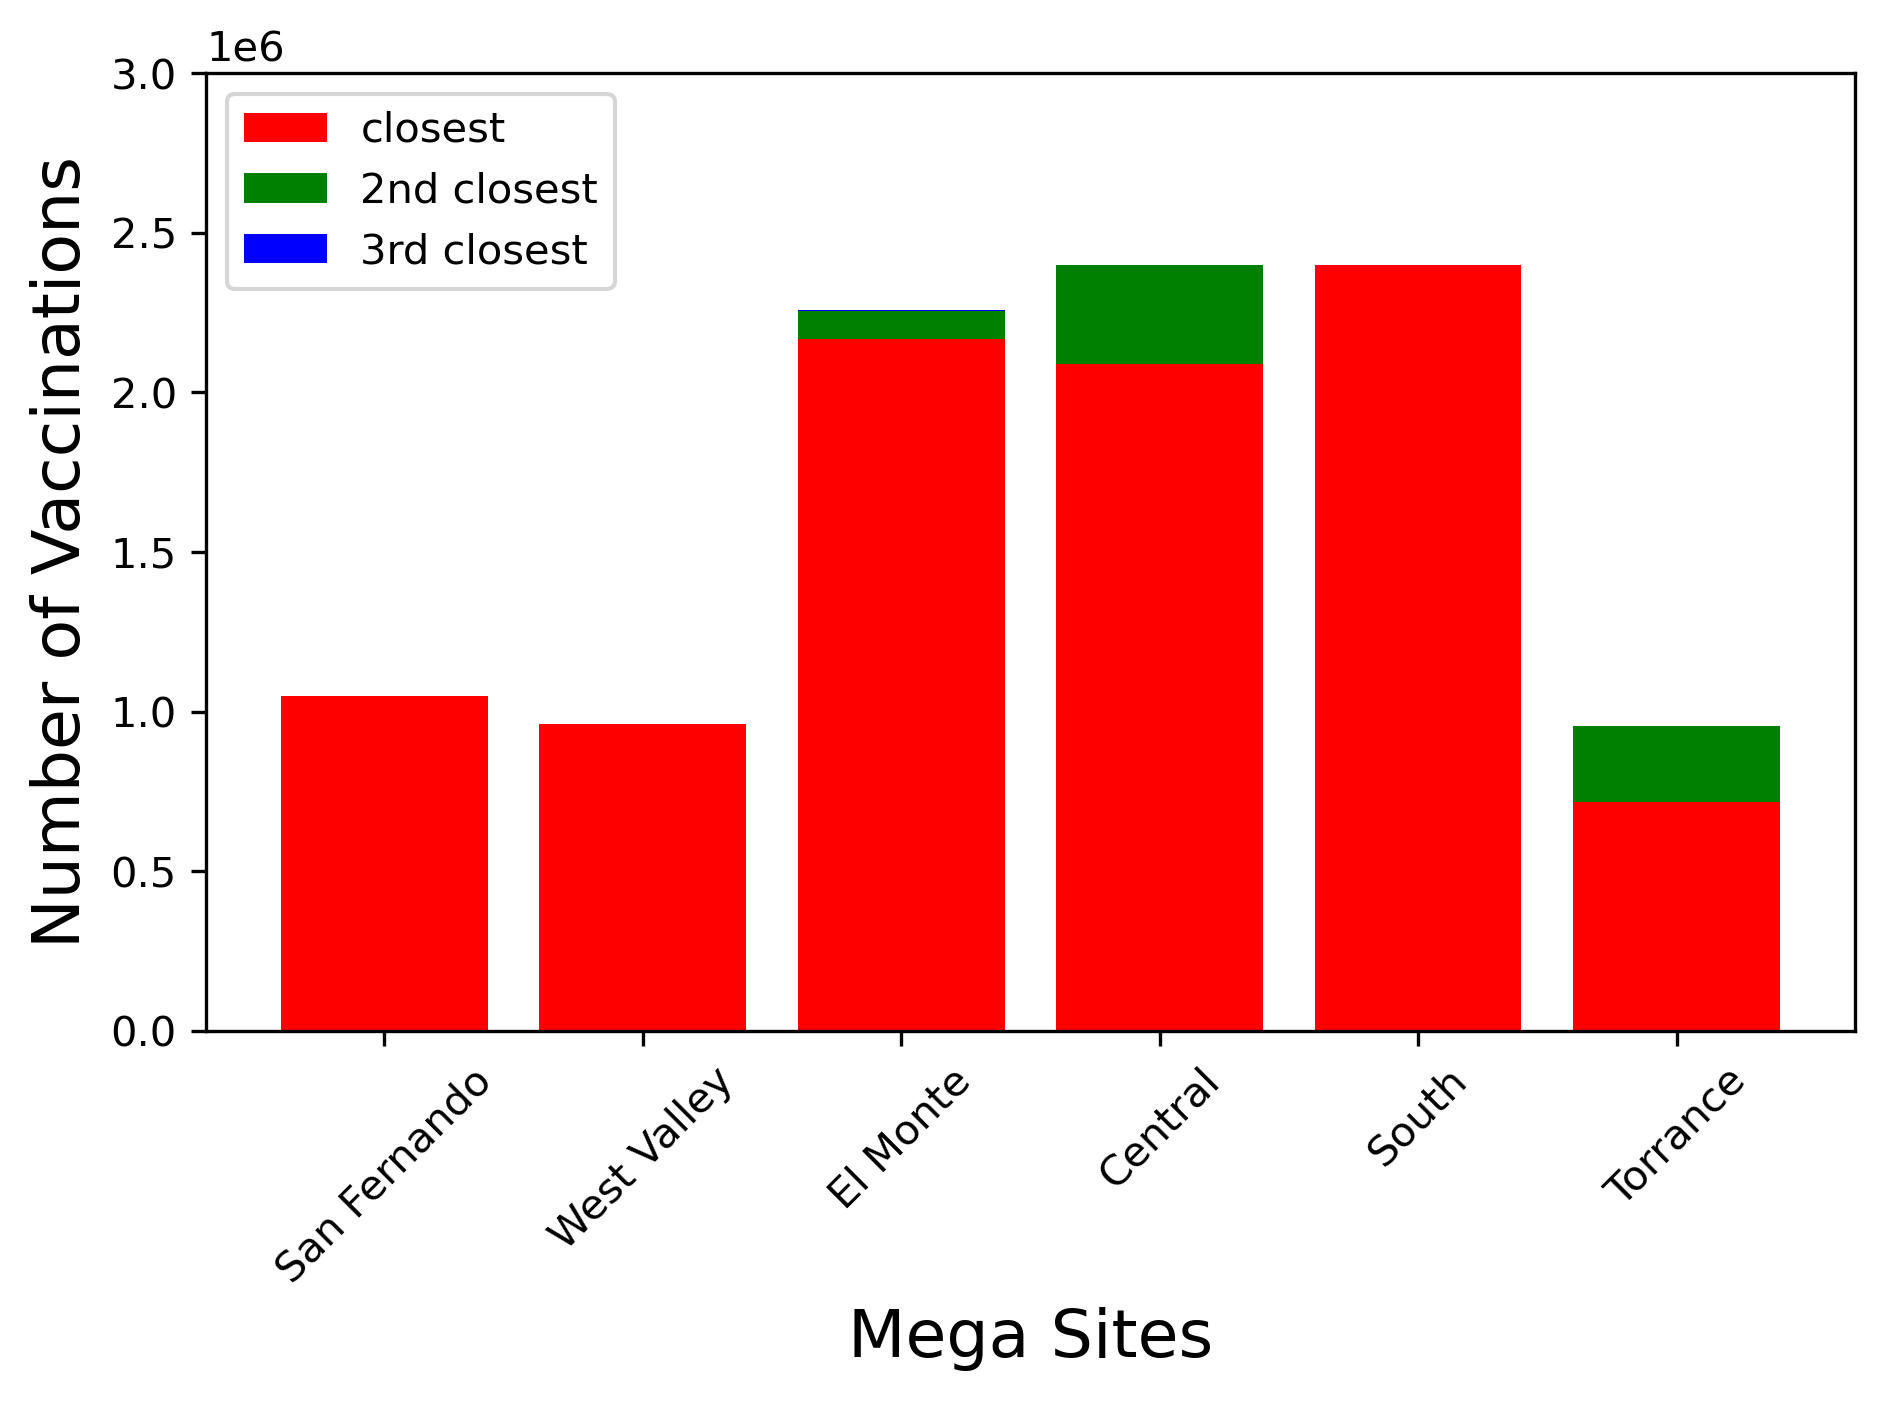 1e6
3.0
2.5
2.0
1.5
1.0
0.5
0.0
Number of Vaccinations
closest
2nd closest
3rd closest
San Fernando
West Valley
El Monte
Central
South
Torrance
Mega Sites